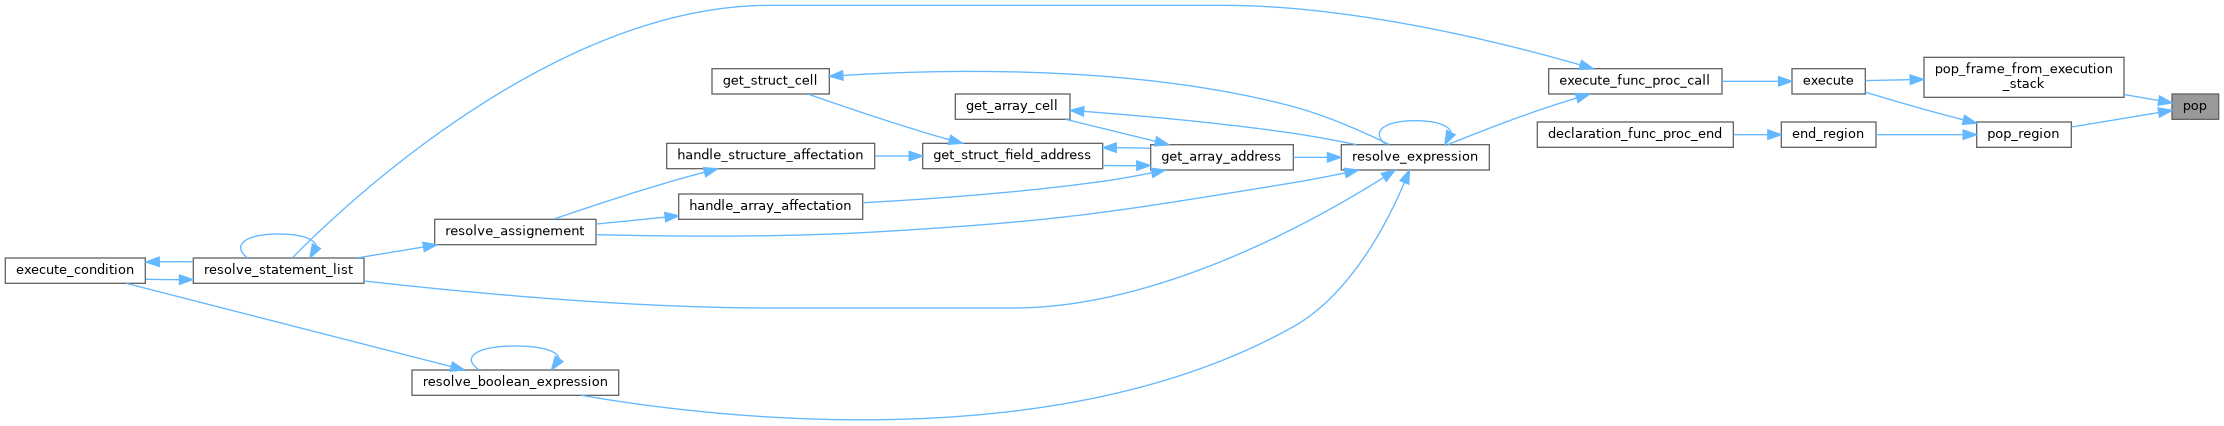 pop_frame_from_execution
_stack
get_struct_cell
execute_func_proc_call
execute
get_array_cell
pop
declaration_func_proc_end
end_region
pop_region
handle_structure_affectation
get_struct_field_address
get_array_address
resolve_expression
handle_array_affectation
resolve_assignement
execute_condition
resolve_statement_list
resolve_boolean_expression